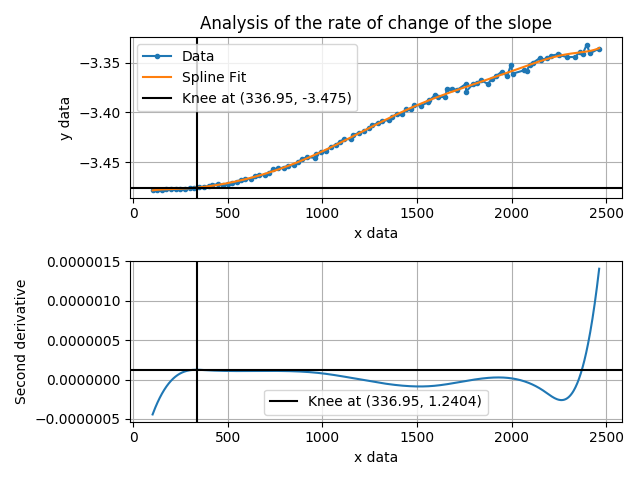 Analysis of the rate of change of the slope
y data
−3.35
−3.40
−3.45
Data
Spline Fit
Knee at (336.95, -3.475)
0 500 1000 1500 2000 2500
x data
Second derivative
0.0000015
0.0000010
0.0000005
0.0000000
−0.0000005
Knee at (336.95, 1.2404)
0 500 1000 1500 2000 2500
x data